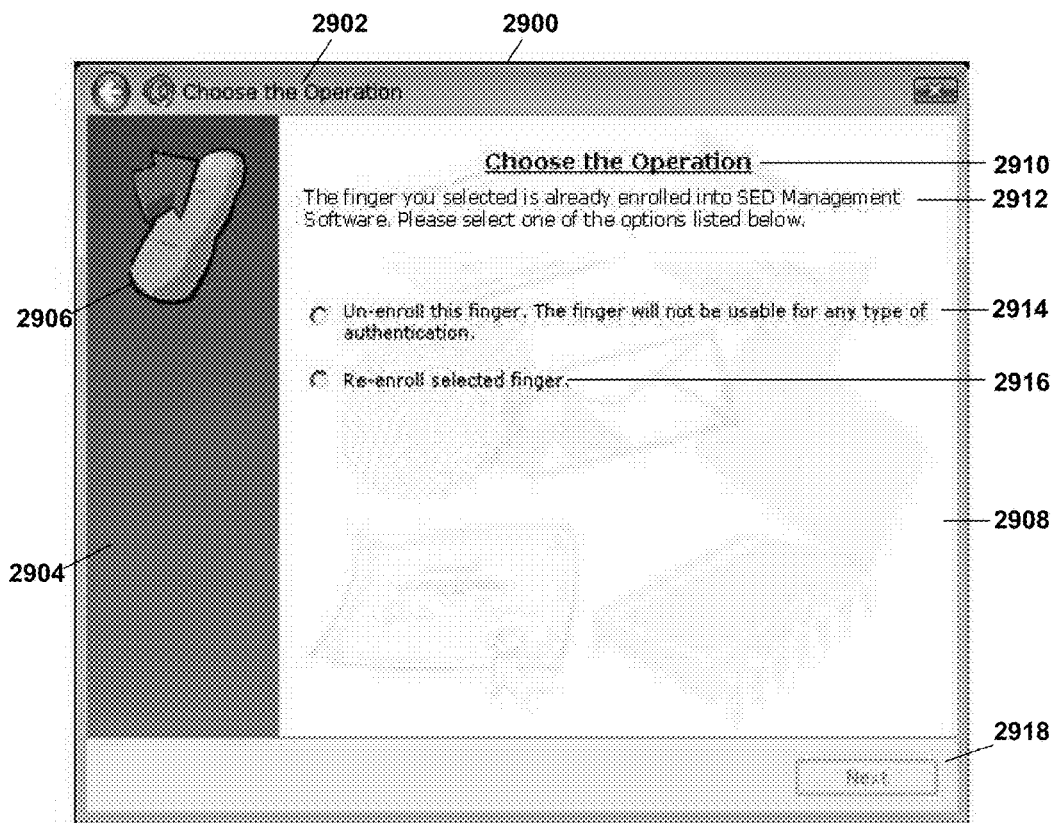 2902
2900
Choose the Operation
Choose the Operation
2910
The finger you selected is already enrolled into SED Management
2912
Software. Please select one of the options listed below.
2906
Un-enroll this finger. The finger will not be usable for any type of
2914
authentication.
Re-enroll selected finger.
2916
2908
2904
2918
Next